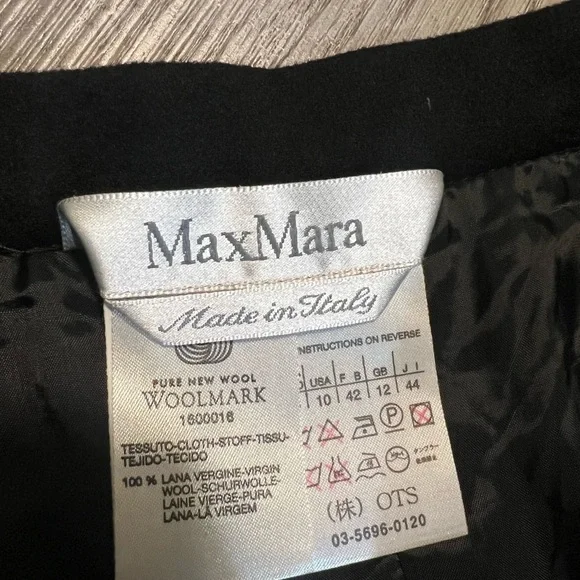 MaxMara
Made in Italy
PURE NEW WOOL
WOOLMARK
1600016
TESSUTO-CLOTH-STOFF-TISSU-
TEJIDO-TECIDO
100 % LANA VERGINE-VIRGIN
WOOL-SCHURWOLLE-
LAINE VIERGE-PURA
LANA-LÃ VIRGEM
INSTRUCTIONS ON REVERSE
USA F B GB J I
10 42 12 44
P
(株) OTS
03-5696-0120